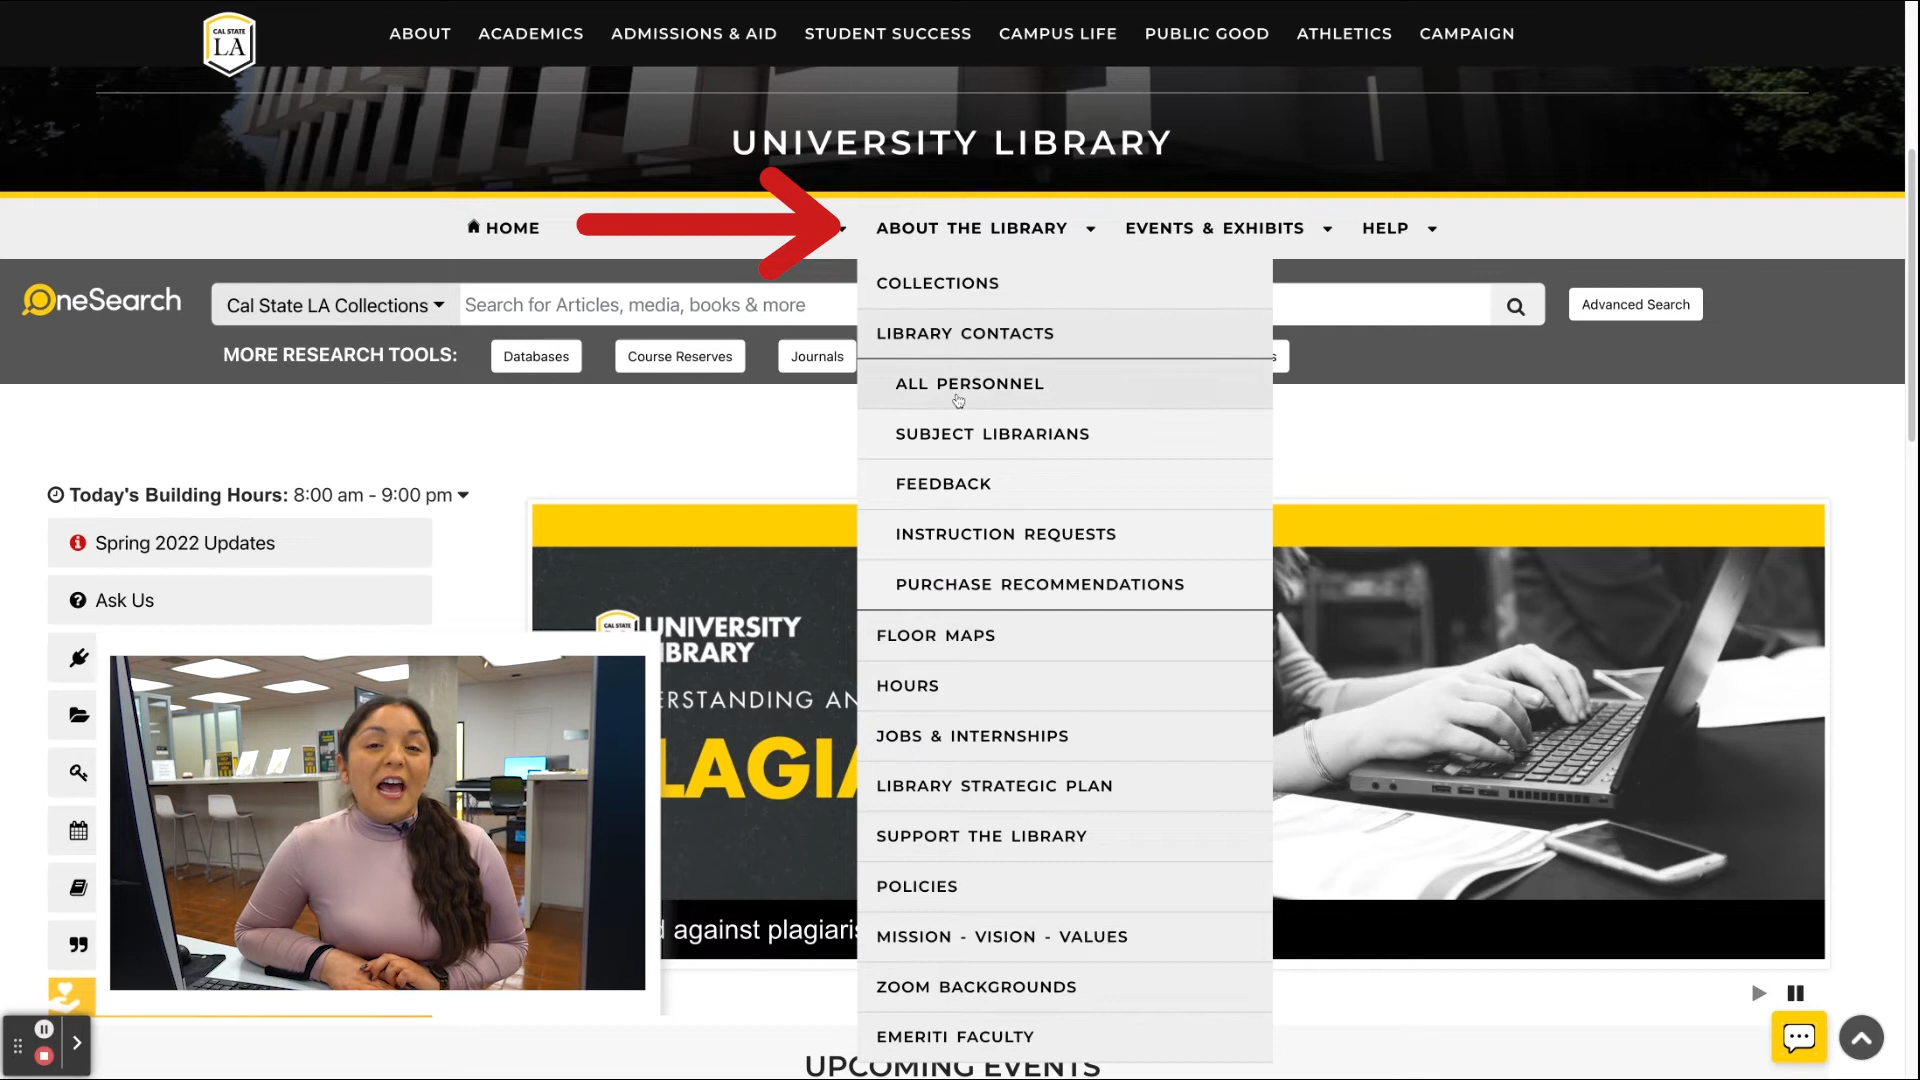 CAL STATE
LA
ABOUT ACADEMICS ADMISSIONS & AID STUDENT SUCCESS CAMPUS LIFE PUBLIC GOOD ATHLETICS CAMPAIGN
UNIVERSITY LIBRARY
HOME ABOUT THE LIBRARY EVENTS & EXHIBITS HELP
OneSearch
Cal State LA Collections
Search for Articles, media, books & more
Advanced Search
MORE RESEARCH TOOLS: Databases Course Reserves Journals s
COLLECTIONS
LIBRARY CONTACTS
ALL PERSONNEL
SUBJECT LIBRARIANS
FEEDBACK
INSTRUCTION REQUESTS
PURCHASE RECOMMENDATIONS
FLOOR MAPS
HOURS
JOBS & INTERNSHIPS
LIBRARY STRATEGIC PLAN
SUPPORT THE LIBRARY
POLICIES
MISSION - VISION - VALUES
ZOOM BACKGROUNDS
EMERITI FACULTY
Today's Building Hours: 8:00 am - 9:00 pm
Spring 2022 Updates
Ask Us
CAL STATE
UNIVERSITY
IBRARY
ERSTANDING AN
LAGIA
d against plagiaris
UPCOMING EVENTS